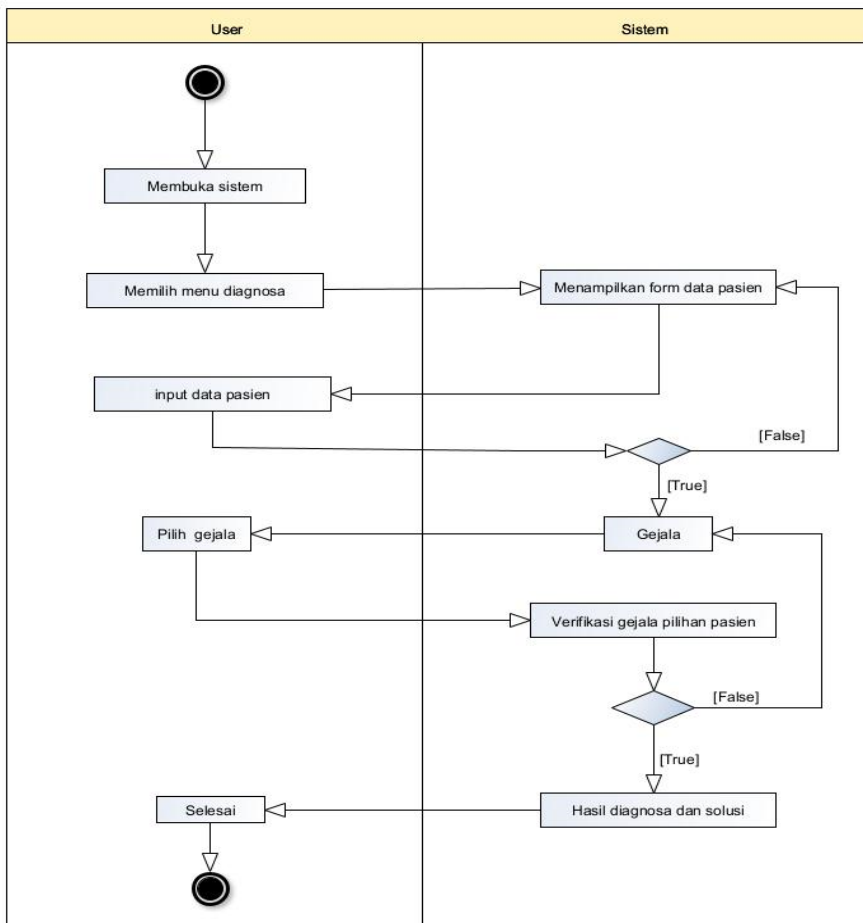 User
Sistem
Membuka sistem
Memilih menu diagnosa
Menampilkan form data pasien
input data pasien
[False]
[True]
Pilih gejala
Gejala
Verifikasi gejala pilihan pasien
[False]
[True]
Selesai
Hasil diagnosa dan solusi